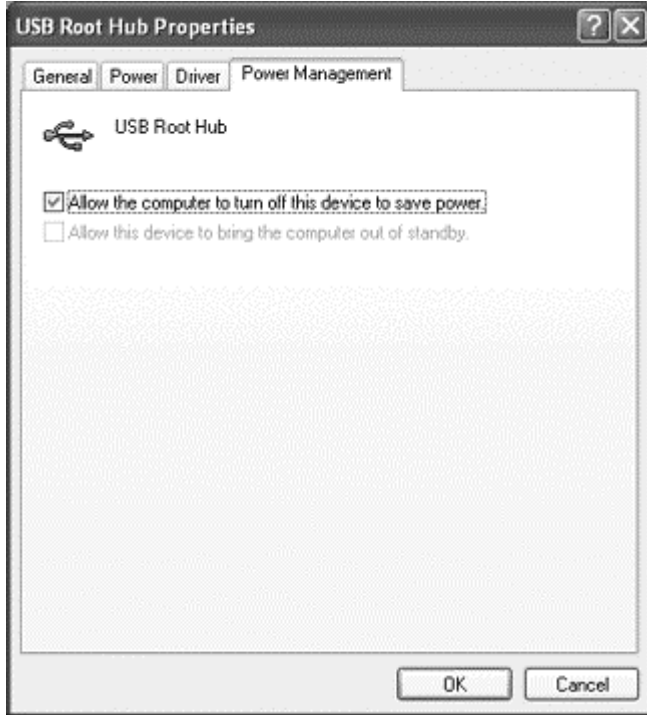 USB Root Hub Properties
General Power Driver Power Management
USB Root Hub
Allow the computer to turn off this device to save power.
Allow this device to bring the computer out of standby.
OK Cancel